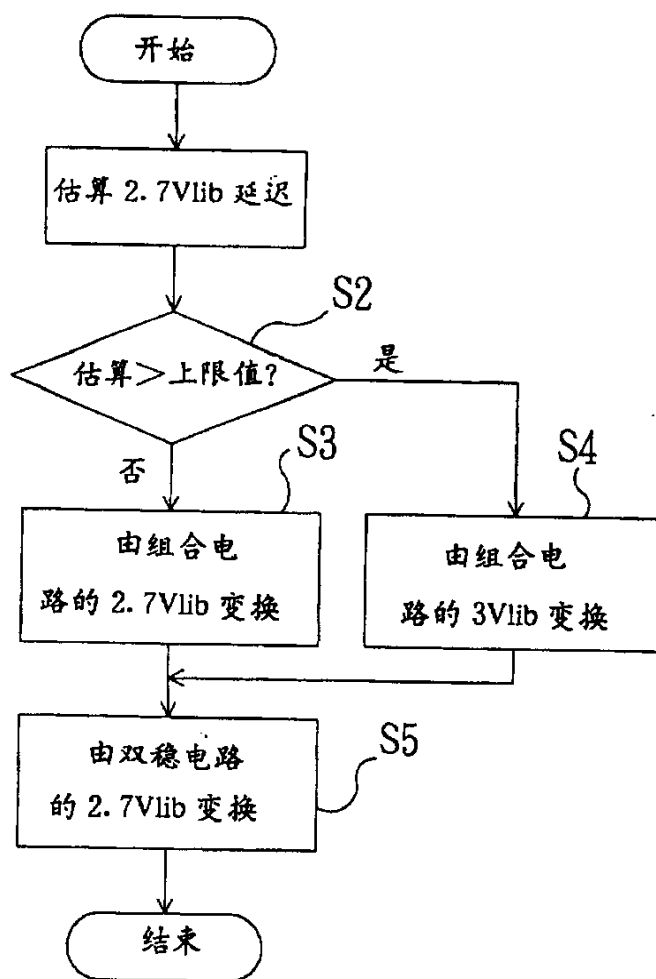 开始
估算 2.7Vlib 延迟
S2
估算＞上限值?
是
否
S3
由组合电
路的 2.7Vlib 变换
S4
由组合电
路的 3Vlib 变换
S5
由双稳电路
的 2.7Vlib 变换
结束